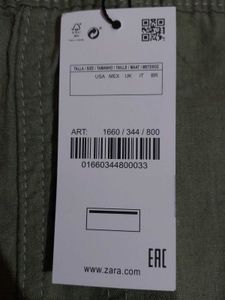 TALLA / SIZE / TAMANHO / TAILLE / MAAT / METERIOZ
USA MEX UK IT BR
ART: 1660 / 344 / 800
01660344800033
EAC
www.zara.com